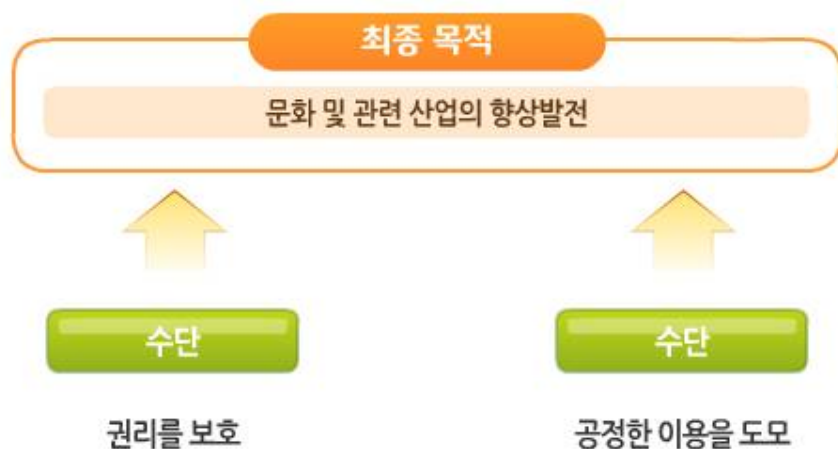 최종 목적
문화 및 관련 산업의 향상발전
수단
수단
권리를 보호
공정한 이용을 도모